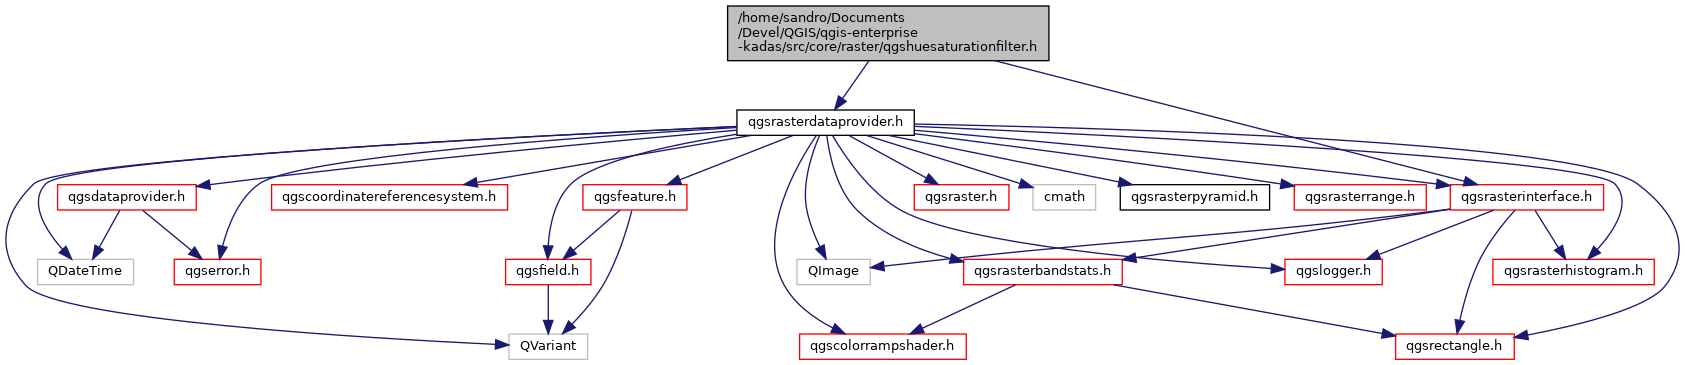 /home/sandro/Documents
/Devel/QGIS/qgis-enterprise
-kadas/src/core/raster/qgshuesaturationfilter.h
qgsrasterdataprovider.h
qgsdataprovider.h
qgscoordinatereferencesystem.h
qgsfeature.h
qgsraster.h
cmath
qgsrasterpyramid.h
qgsrasterrange.h
qgsrasterinterface.h
QDateTime
qgserror.h
qgsfield.h
QImage
qgsrasterbandstats.h
qgslogger.h
qgsrasterhistogram.h
QVariant
qgscolorrampshader.h
qgsrectangle.h